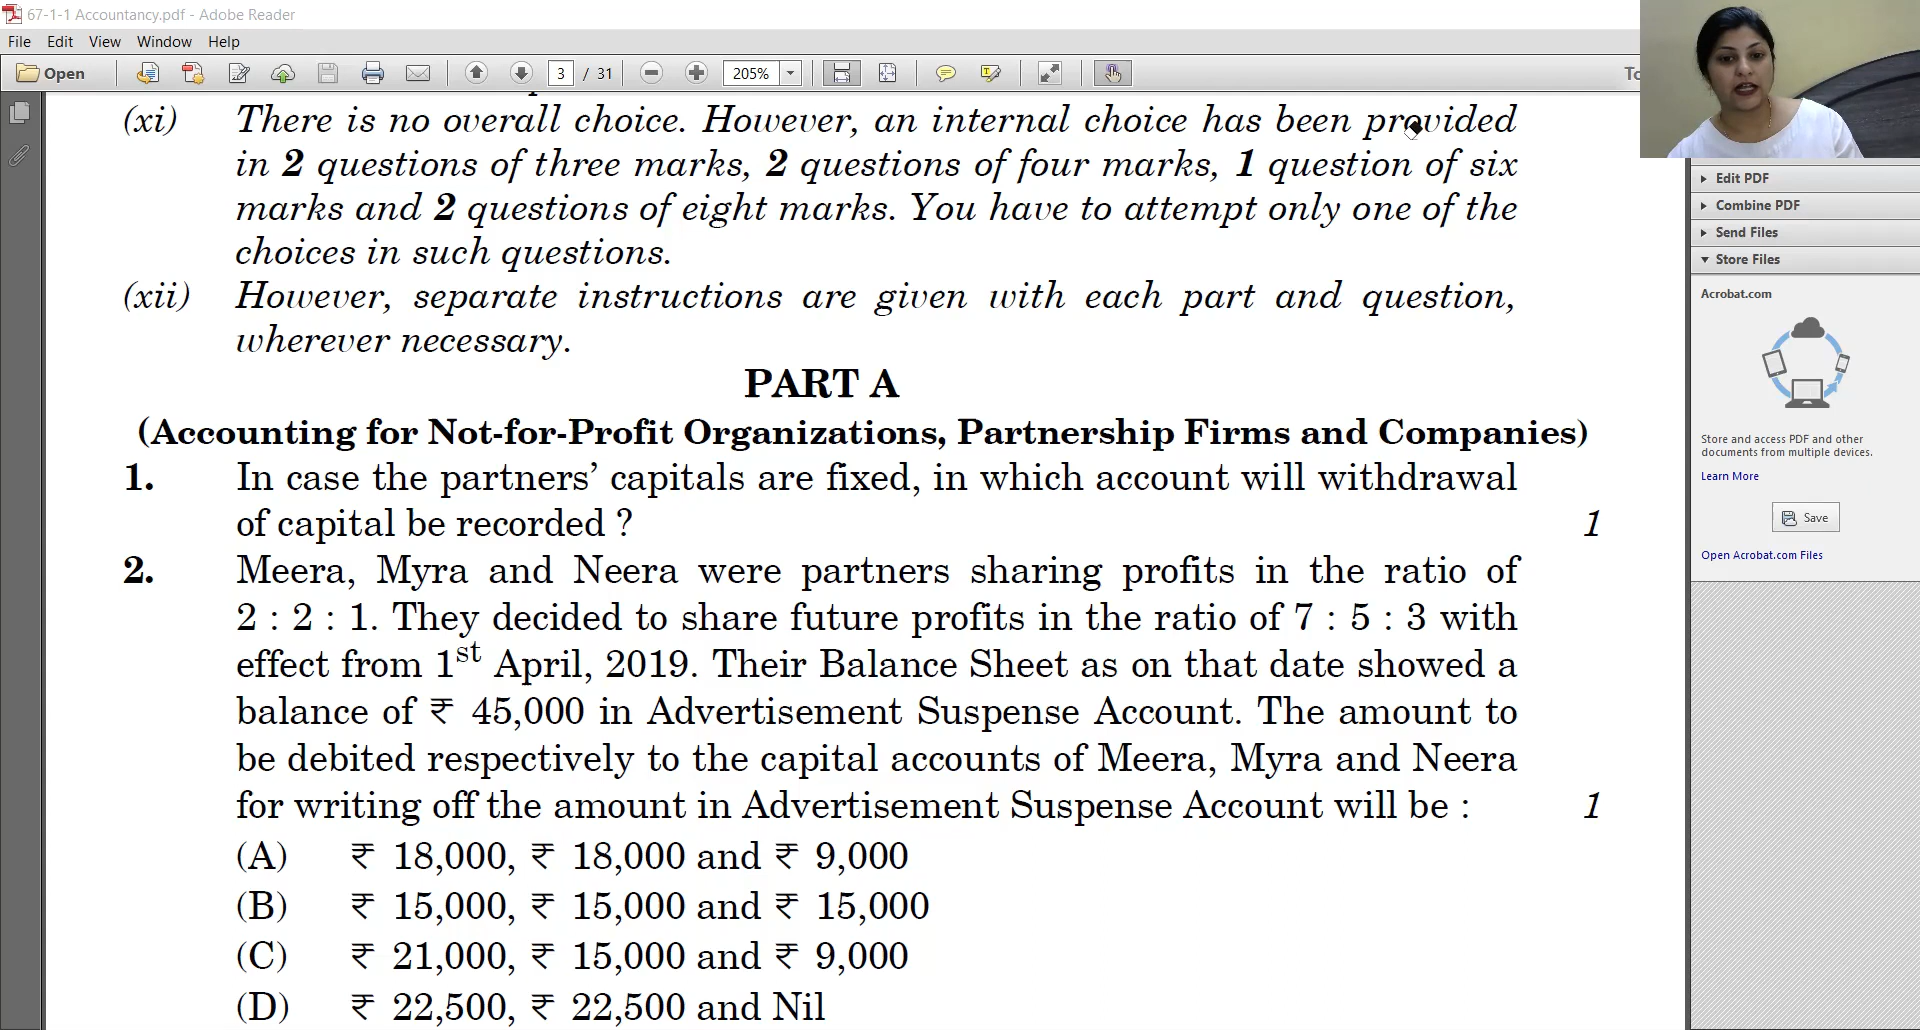 67-1-1 Accountancy.pdf - Adobe Reader
File Edit View Window Help
Open 3 / 31 205%
(xi) There is no overall choice. However, an internal choice has been provided
in 2 questions of three marks, 2 questions of four marks, 1 question of six
marks and 2 questions of eight marks. You have to attempt only one of the
choices in such questions.
(xii) However, separate instructions are given with each part and question,
wherever necessary.
PART A
(Accounting for Not-for-Profit Organizations, Partnership Firms and Companies)
1. In case the partners’ capitals are fixed, in which account will withdrawal
of capital be recorded ? 1
2. Meera, Myra and Neera were partners sharing profits in the ratio of
2 : 2 : 1. They decided to share future profits in the ratio of 7 : 5 : 3 with
effect from 1st April, 2019. Their Balance Sheet as on that date showed a
balance of ₹ 45,000 in Advertisement Suspense Account. The amount to
be debited respectively to the capital accounts of Meera, Myra and Neera
for writing off the amount in Advertisement Suspense Account will be : 1
(A) ₹ 18,000, ₹ 18,000 and ₹ 9,000
(B) ₹ 15,000, ₹ 15,000 and ₹ 15,000
(C) ₹ 21,000, ₹ 15,000 and ₹ 9,000
(D) ₹ 22,500, ₹ 22,500 and Nil
Edit PDF
Combine PDF
Send Files
Store Files
Acrobat.com
Store and access PDF and other
documents from multiple devices.
Learn More
Save
Open Acrobat.com Files